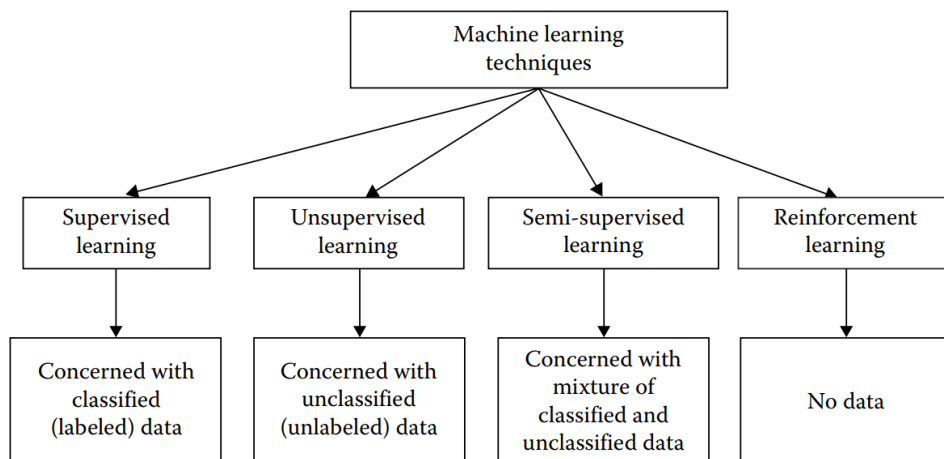 Machine learning
techniques
Supervised
learning
Unsupervised
learning
Semi-supervised
learning
Reinforcement
learning
Concerned with
classified
(labeled) data
Concerned with
unclassified
(unlabeled) data
Concerned with
mixture of
classified and
unclassified data
No data